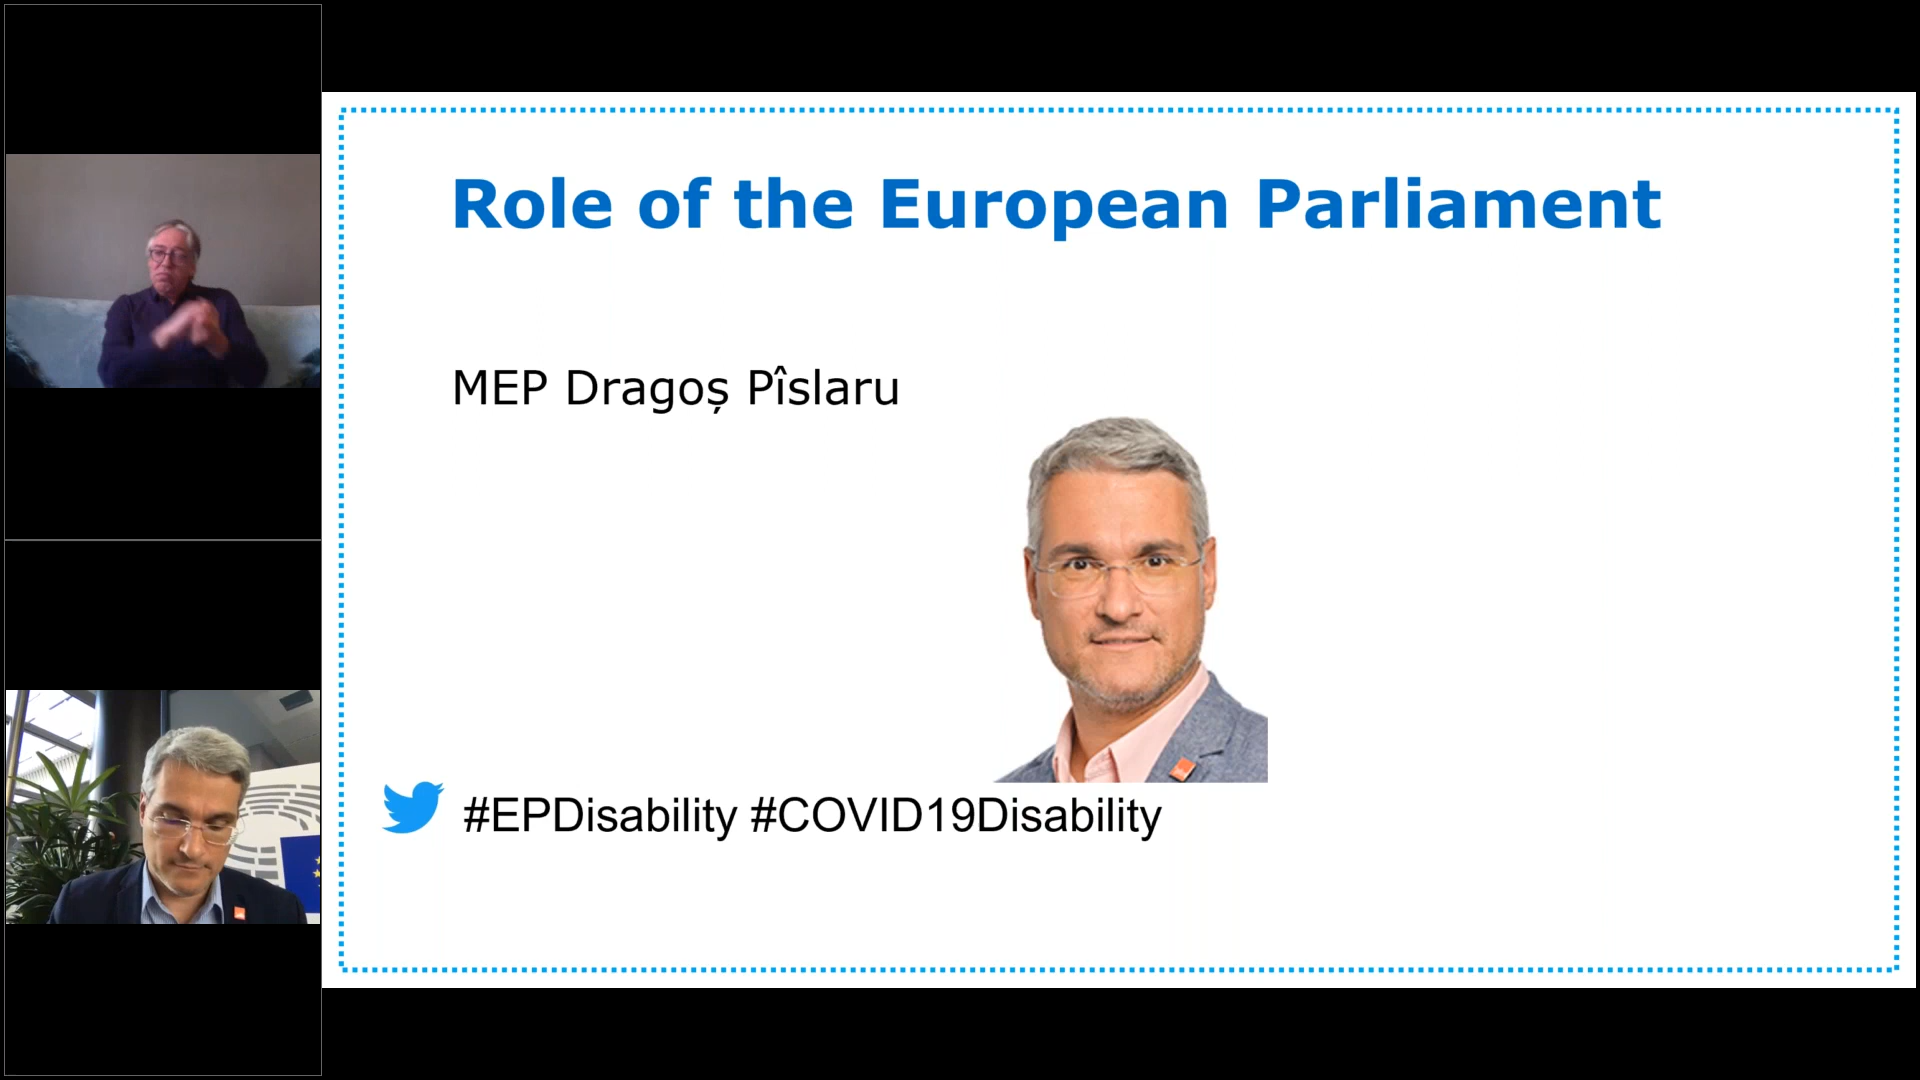 Role of the European Parliament
MEP Dragoș Pîslaru
#EPDisability #COVID19Disability